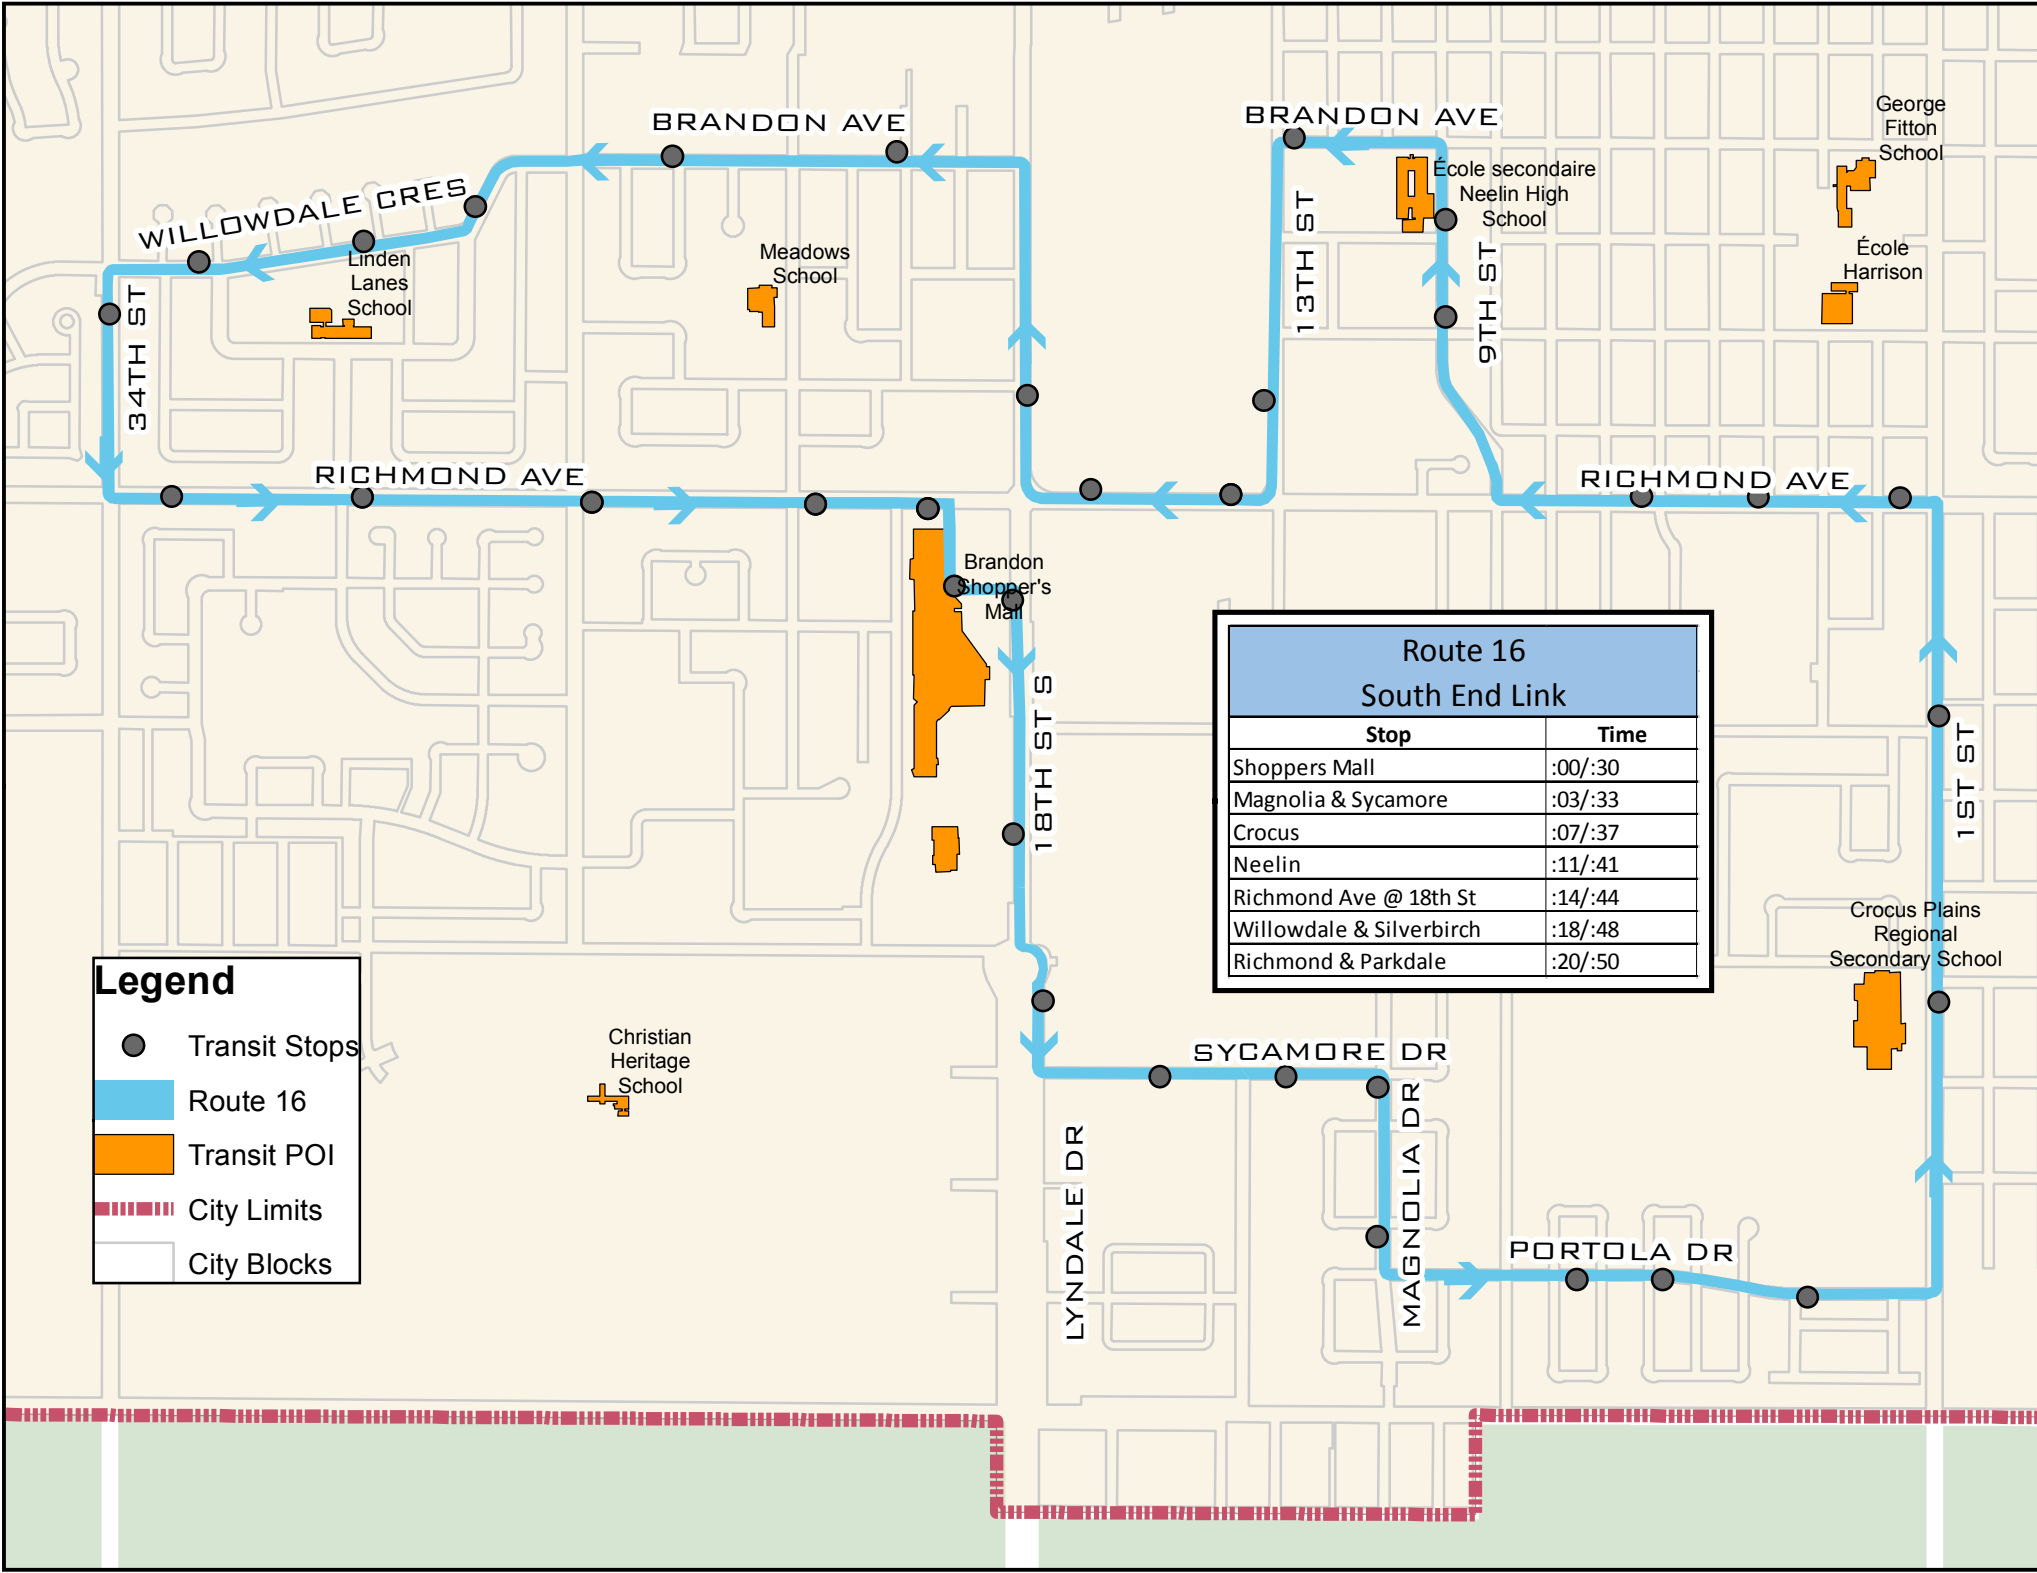 BRANDON AVE
BRANDON AVE
George
Fitton
School
École secondaire
Neelin High
School
WILLOWDALE CRES
13TH ST
École
Harrison
Linden
Lanes
School
Meadows
School
34TH ST
9TH ST
RICHMOND AVE
RICHMOND AVE
Brandon
Shopper's
Mall
Route 16
South End Link
Stop Time
Shoppers Mall :00/:30
Magnolia & Sycamore :03/:33
Crocus :07/:37
Neelin :11/:41
Richmond Ave @ 18th St :14/:44
Willowdale & Silverbirch :18/:48
Richmond & Parkdale :20/:50
18TH ST S
1ST ST
Crocus Plains
Regional
Secondary School
Legend
Transit Stops
Route 16
Transit POI
City Limits
City Blocks
Christian
Heritage
School
SYCAMORE DR
LYNDALE DR
MAGNOLIA DR
PORTOLA DR